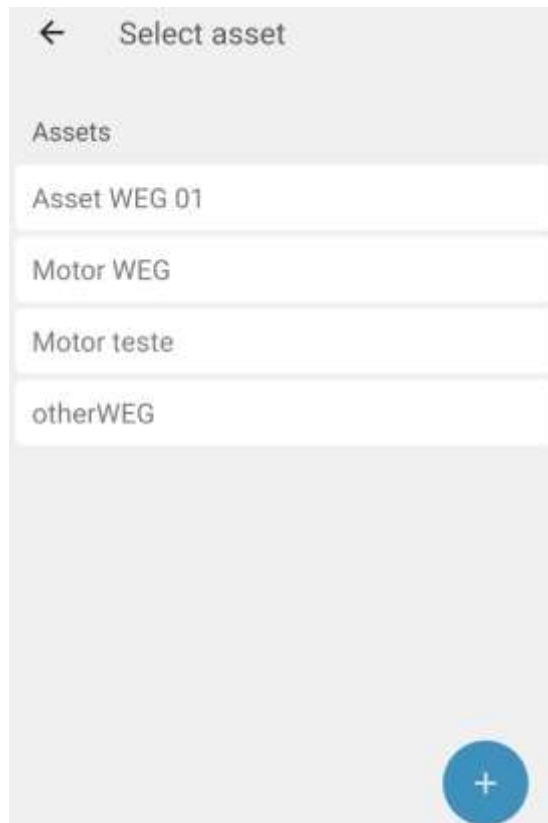 Select asset
Assets
Asset WEG 01
Motor WEG
Motor teste
otherWEG
+